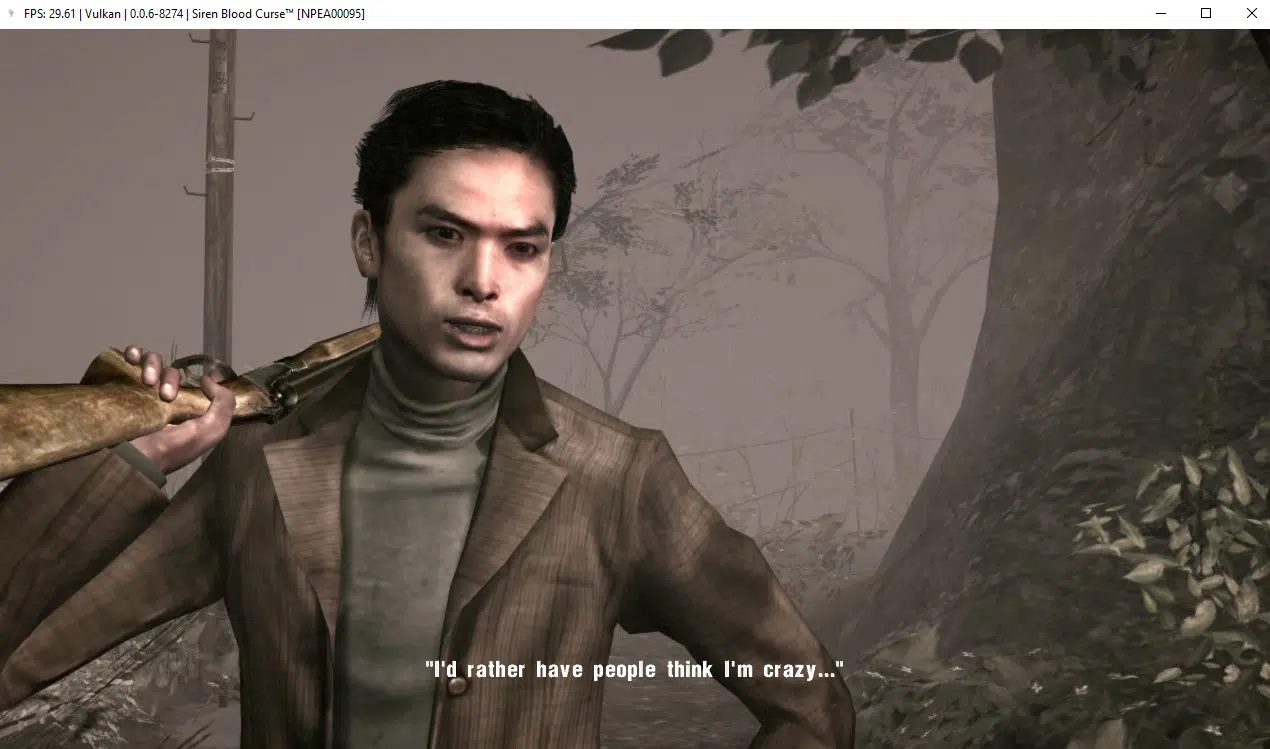 FPS: 29.61 | Vulkan | 0.0.6-8274 | Siren Blood Curse™ [NPEA00095]
"I'd rather have people think I'm crazy..."